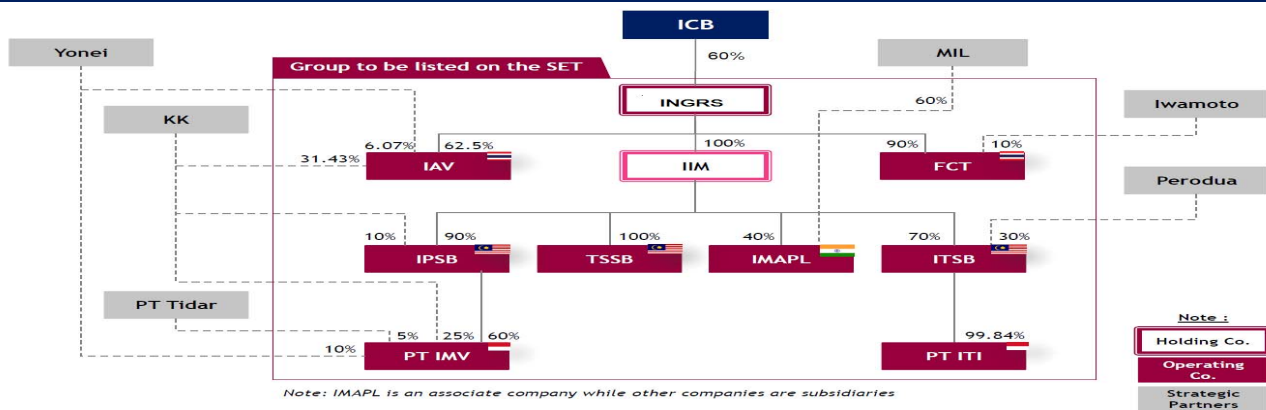 ICB
Yonei
MIL
60%
Group to be listed on the SET
INGRS
60%
Iwamoto
KK
6.07%
62.5%
100%
90%
10%
31.43%
IAV
IIM
FCT
Perodua
10%
90%
100%
40%
70%
30%
IPSB
TSSB
IMAPL
ITSB
PT Tidar
5%
25%
60%
99.84%
10%
PT IMV
PT ITI
Note :
Holding Co.
Operating
Co.
Strategic
Partners
Note: IMAPL is an associate company while other companies are subsidiaries